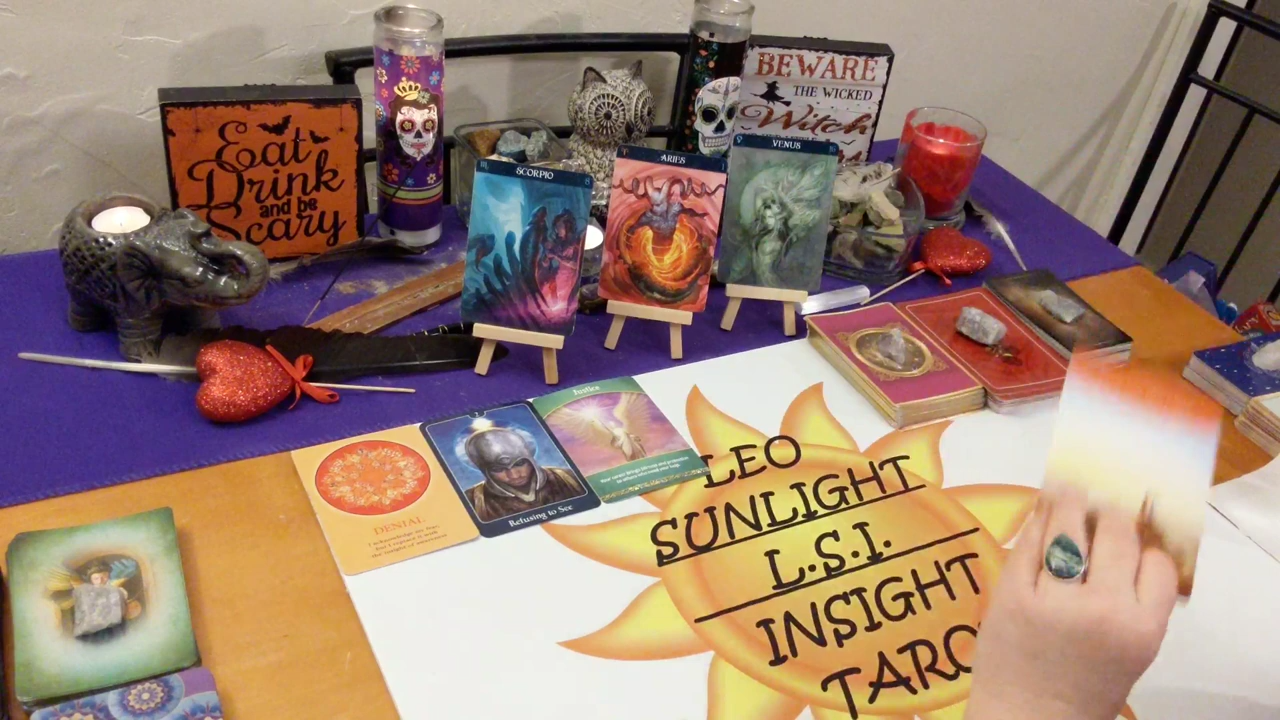 Eat
Drink
and be
Scary
BEWARE
THE WICKED
Witch
SCORPIO
ARIES
VENUS
DENIAL
Refusing to See
Justice
LEO
SUNLIGHT
L.S.I.
INSIGHT
TARO